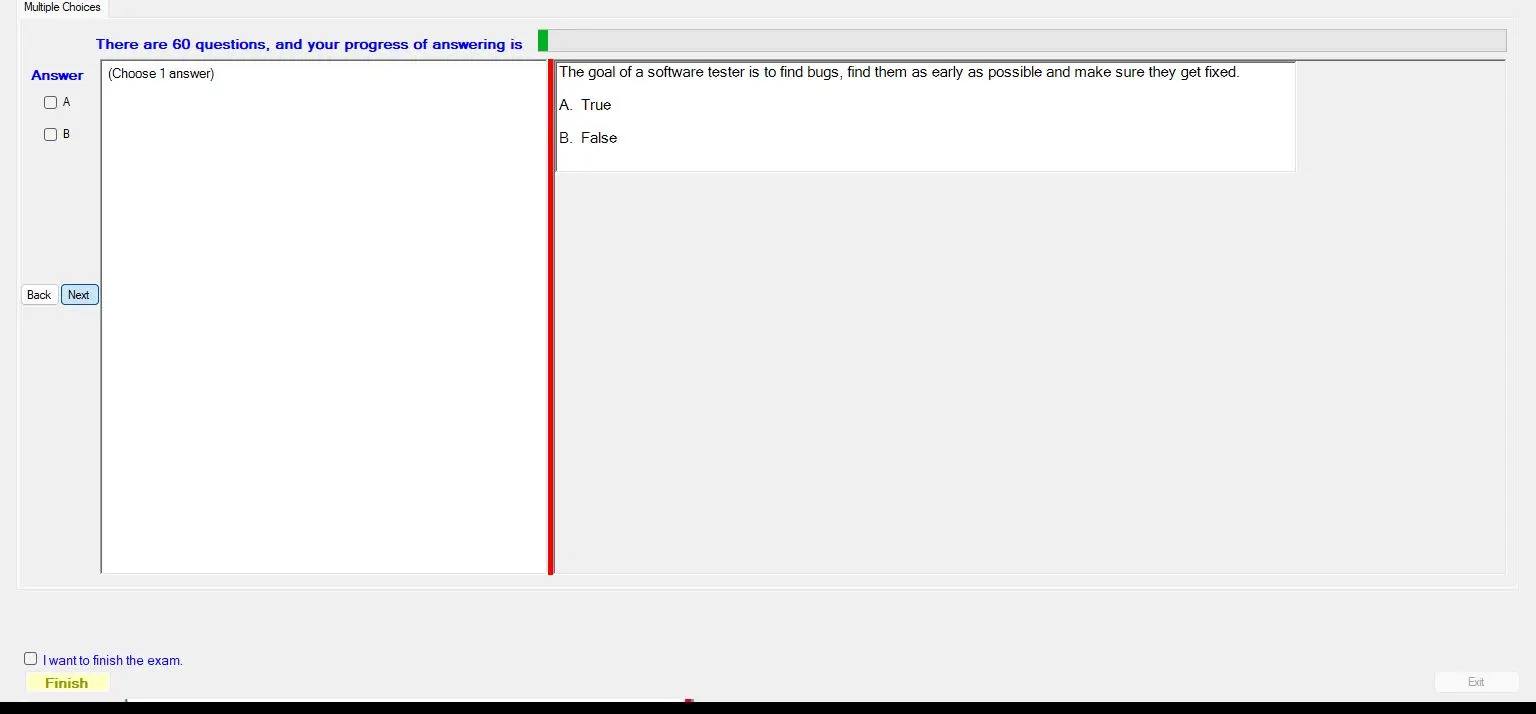 Multiple Choices
There are 60 questions, and your progress of answering is
Answer
A
B
Back
Next
(Choose 1 answer)
The goal of a software tester is to find bugs, find them as early as possible and make sure they get fixed.
A. True
B. False
I want to finish the exam.
Finish
Exit